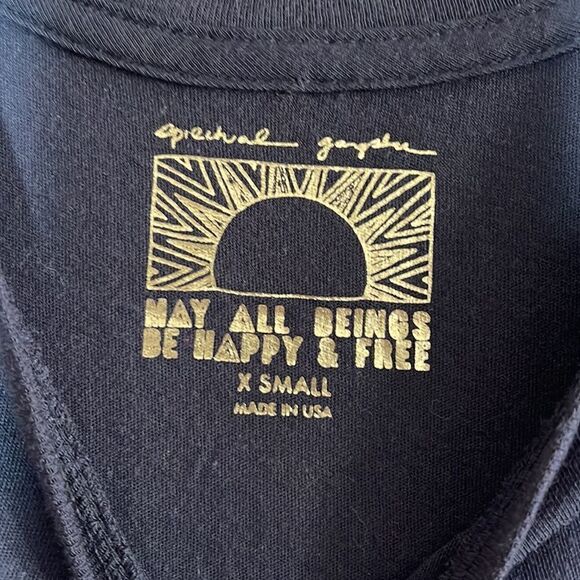 spiritual gangster
MAY ALL BEINGS
BE HAPPY & FREE
X SMALL
MADE IN USA